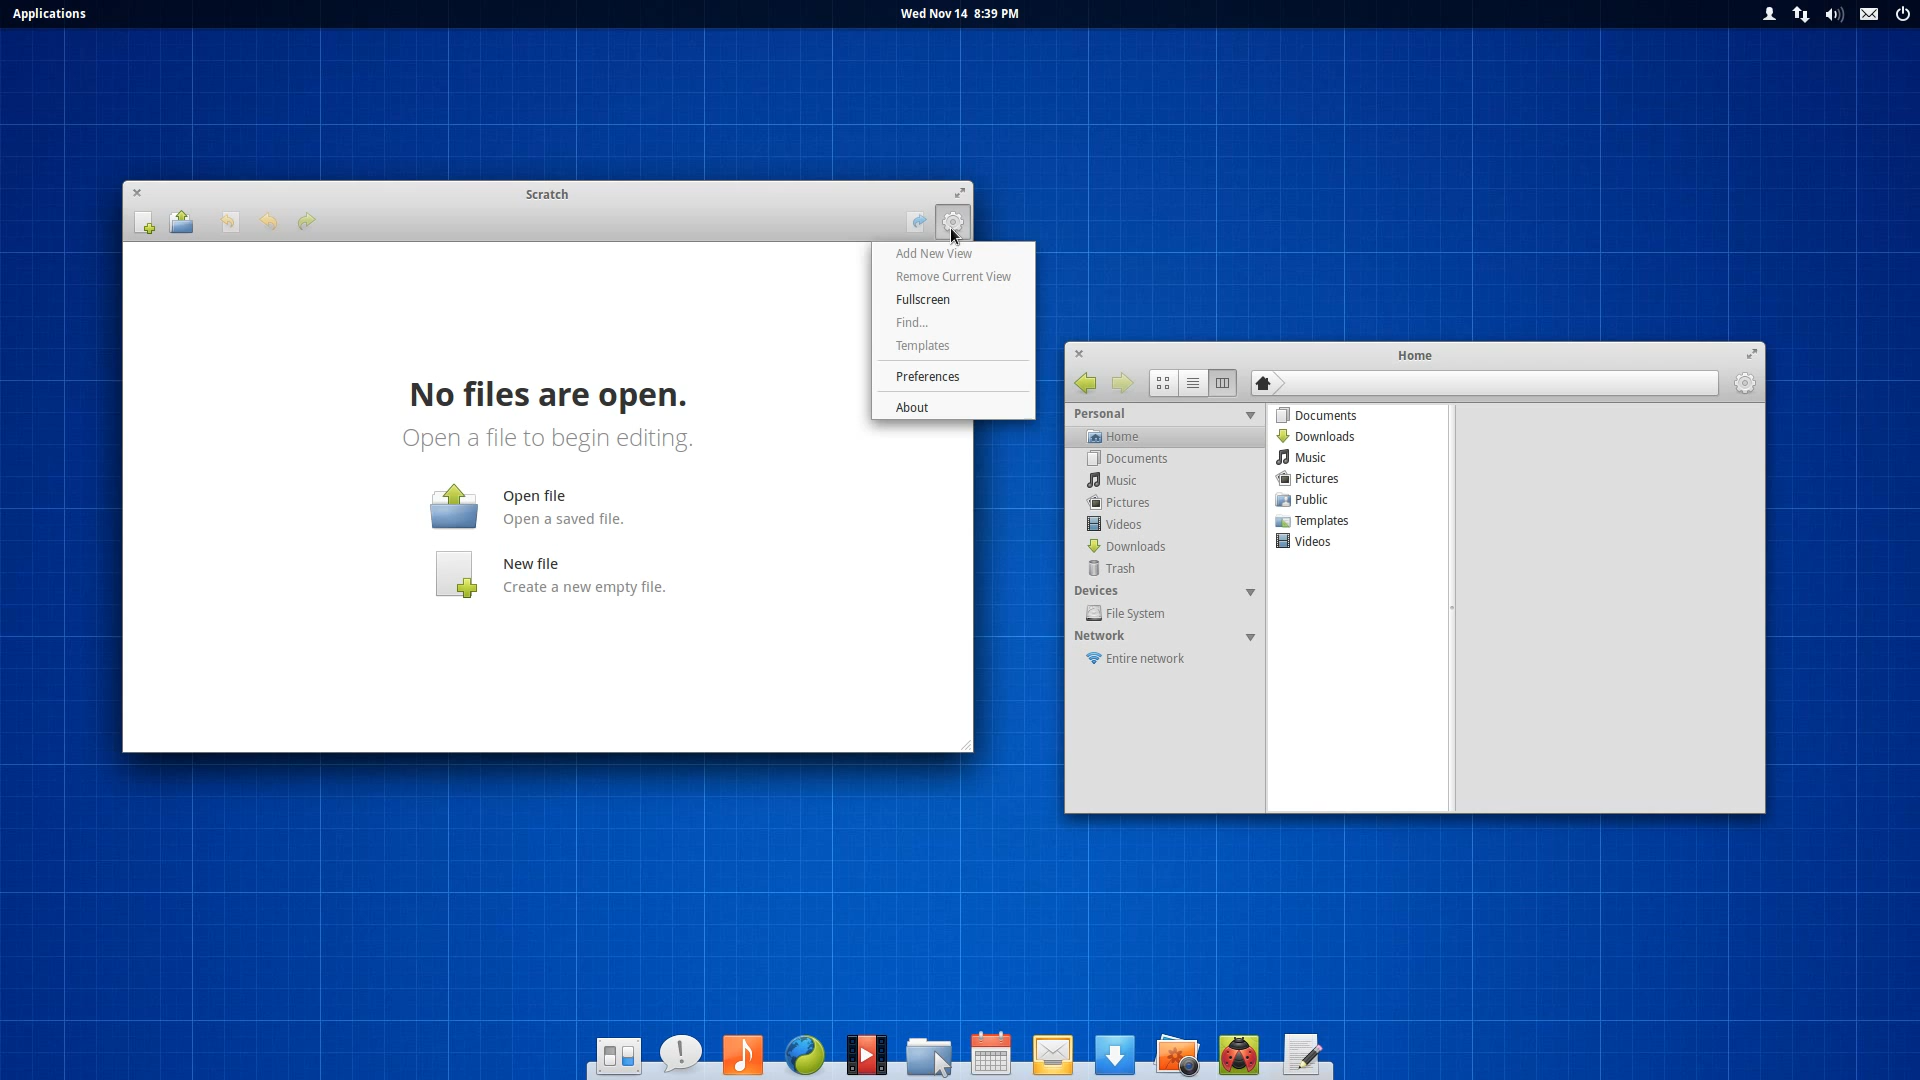 Applications
Wed Nov 14 8:39 PM
Scratch
Add New View
Remove Current View
Fullscreen
Find...
Templates
Preferences
About
No files are open.
Open a file to begin editing.
Open file
Open a saved file.
New file
Create a new empty file.
Home
Personal
Home
Documents
Music
Pictures
Videos
Downloads
Trash
Devices
File System
Network
Entire network
Documents
Downloads
Music
Pictures
Public
Templates
Videos